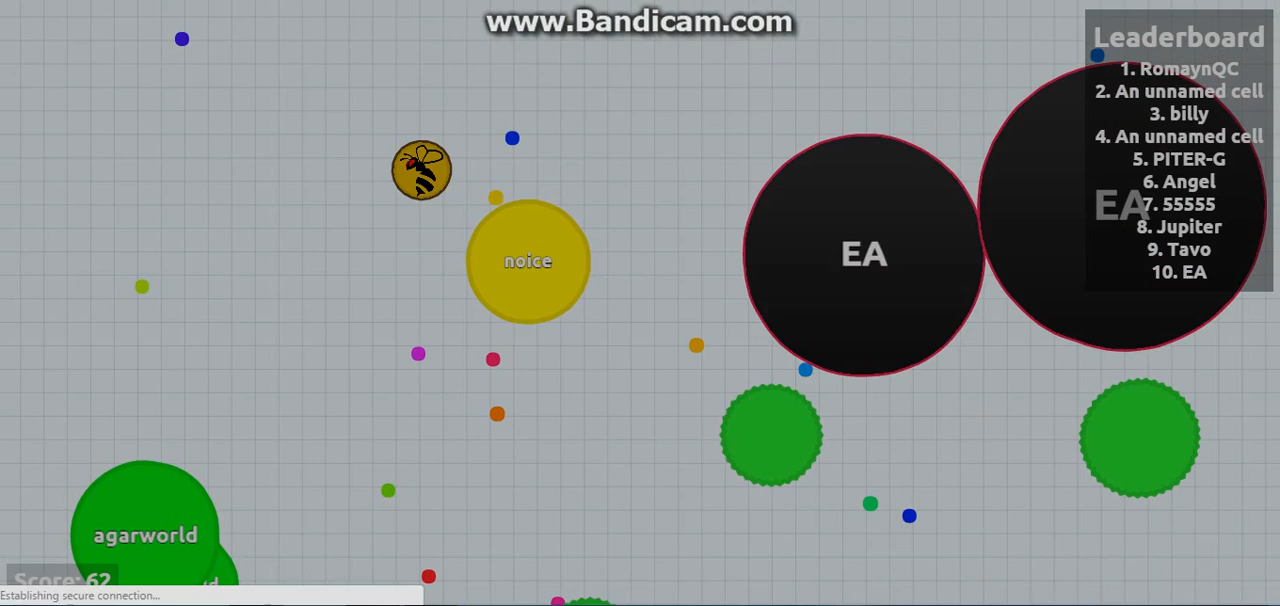 www.Bandicam.com
Leaderboard
1. RomaynQC
2. An unnamed cell
3. billy
4. An unnamed cell
5. PITER-G
6. Angel
7. 55555
8. Jupiter
9. Tavo
10. EA
EA
EA
noice
agarworld
Score: 62
Establishing secure connection...